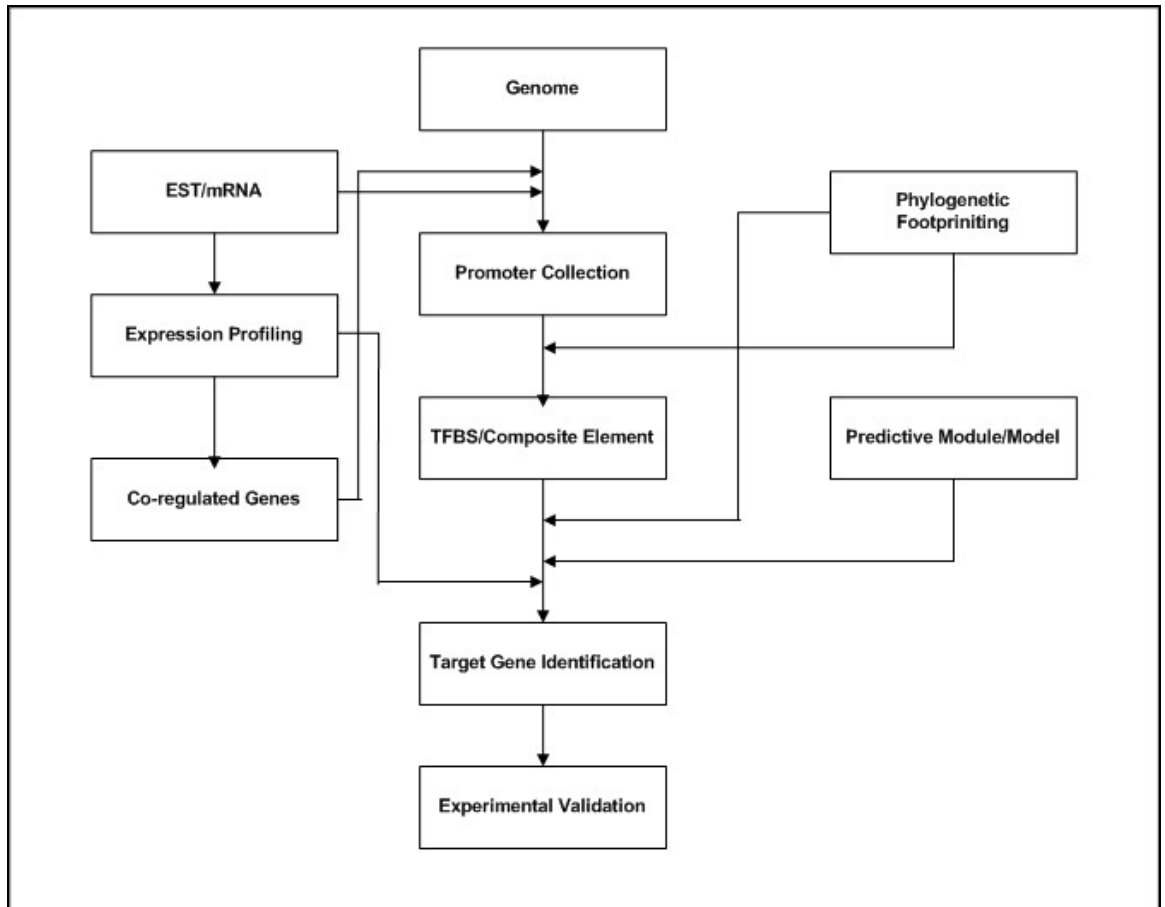 Genome
EST/mRNA
Phylogenetic
Footpriniting
Promoter Collection
Expression Profiling
TFBS/Composite Element
Predictive Module/Model
Co-regulated Genes
Target Gene Identification
Experimental Validation